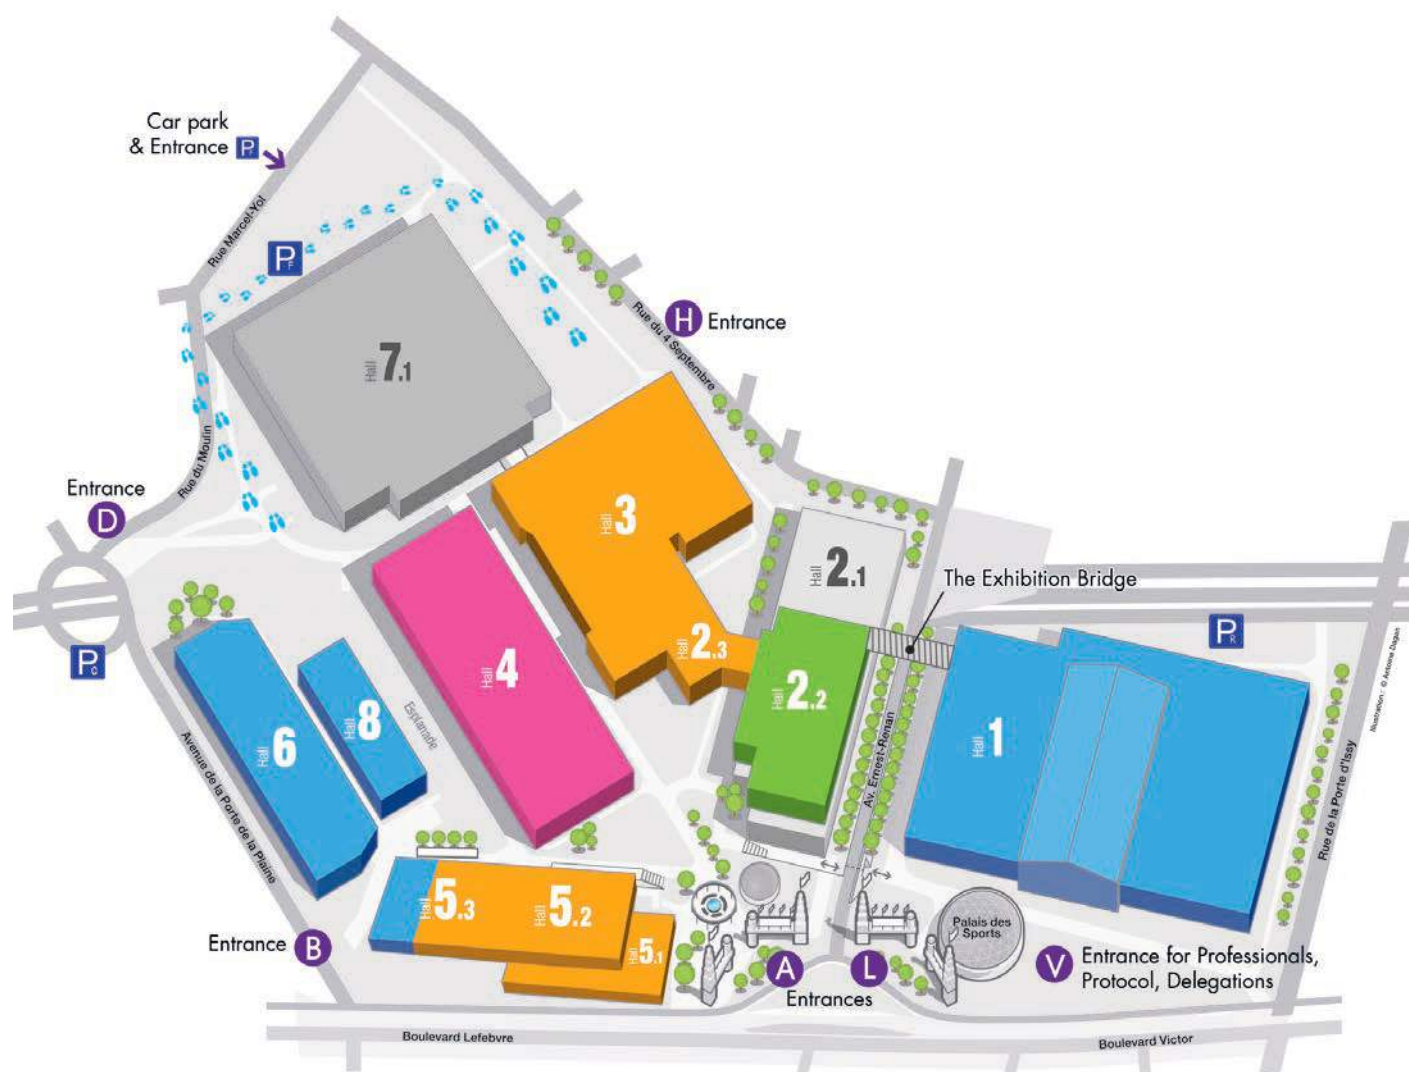 Car park
& Entrance P
Rue Marcel-Yol
P F
H Entrance
Rue du 4 Septembre
Hall 7.1
Rue du Moulin
Entrance
D
Hall 3
Hall 2.1
The Exhibition Bridge
Illustration : © Antoine Dagan
P R
Hall 4
Hall 2.3
Hall 2.2
Hall 1
P
Hall 6
Hall 8
Esplanade
Avenue de la Porte de la Plaine
Av. Ernest-Renan
Rue de la Porte d'Issy
Hall 5.3
Hall 5.2
Hall 5.1
Palais des
Sports
Entrance B
A
L
Entrances
V
Entrance for Professionals,
Protocol, Delegations
Boulevard Lefebvre
Boulevard Victor